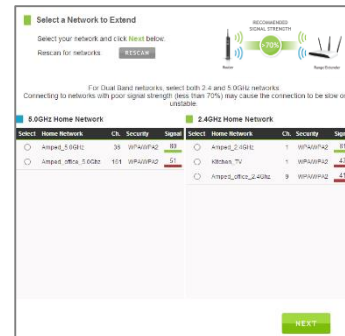 Select a Network to Extend
Select your network and click Next below.
Rescan for networks
RESCAN
RECOMMENDED
SIGNAL STRENGTH
>70%
Router
Range Extender
For Dual Band networks, select both 2.4 and 5.0GHz networks.
Connecting to networks with poor signal strength (less than 70%) may cause the connection to be slow or
unstable.
5.0GHz Home Network
Select Home Network Ch. Security Signal
Amped_5.0GHz 36 WPA/WPA2
Amped_office_5.0Ghz 161 WPA/WPA2 51
2.4GHz Home Network
Select Home Network Ch. Security Sign
Amped_2.4GHz 1 WPA/WPA2
Kitchen_TV 1 WPA/WPA2
Amped_office_2.4Ghz 9 WPA/WPA2 41
NEXT